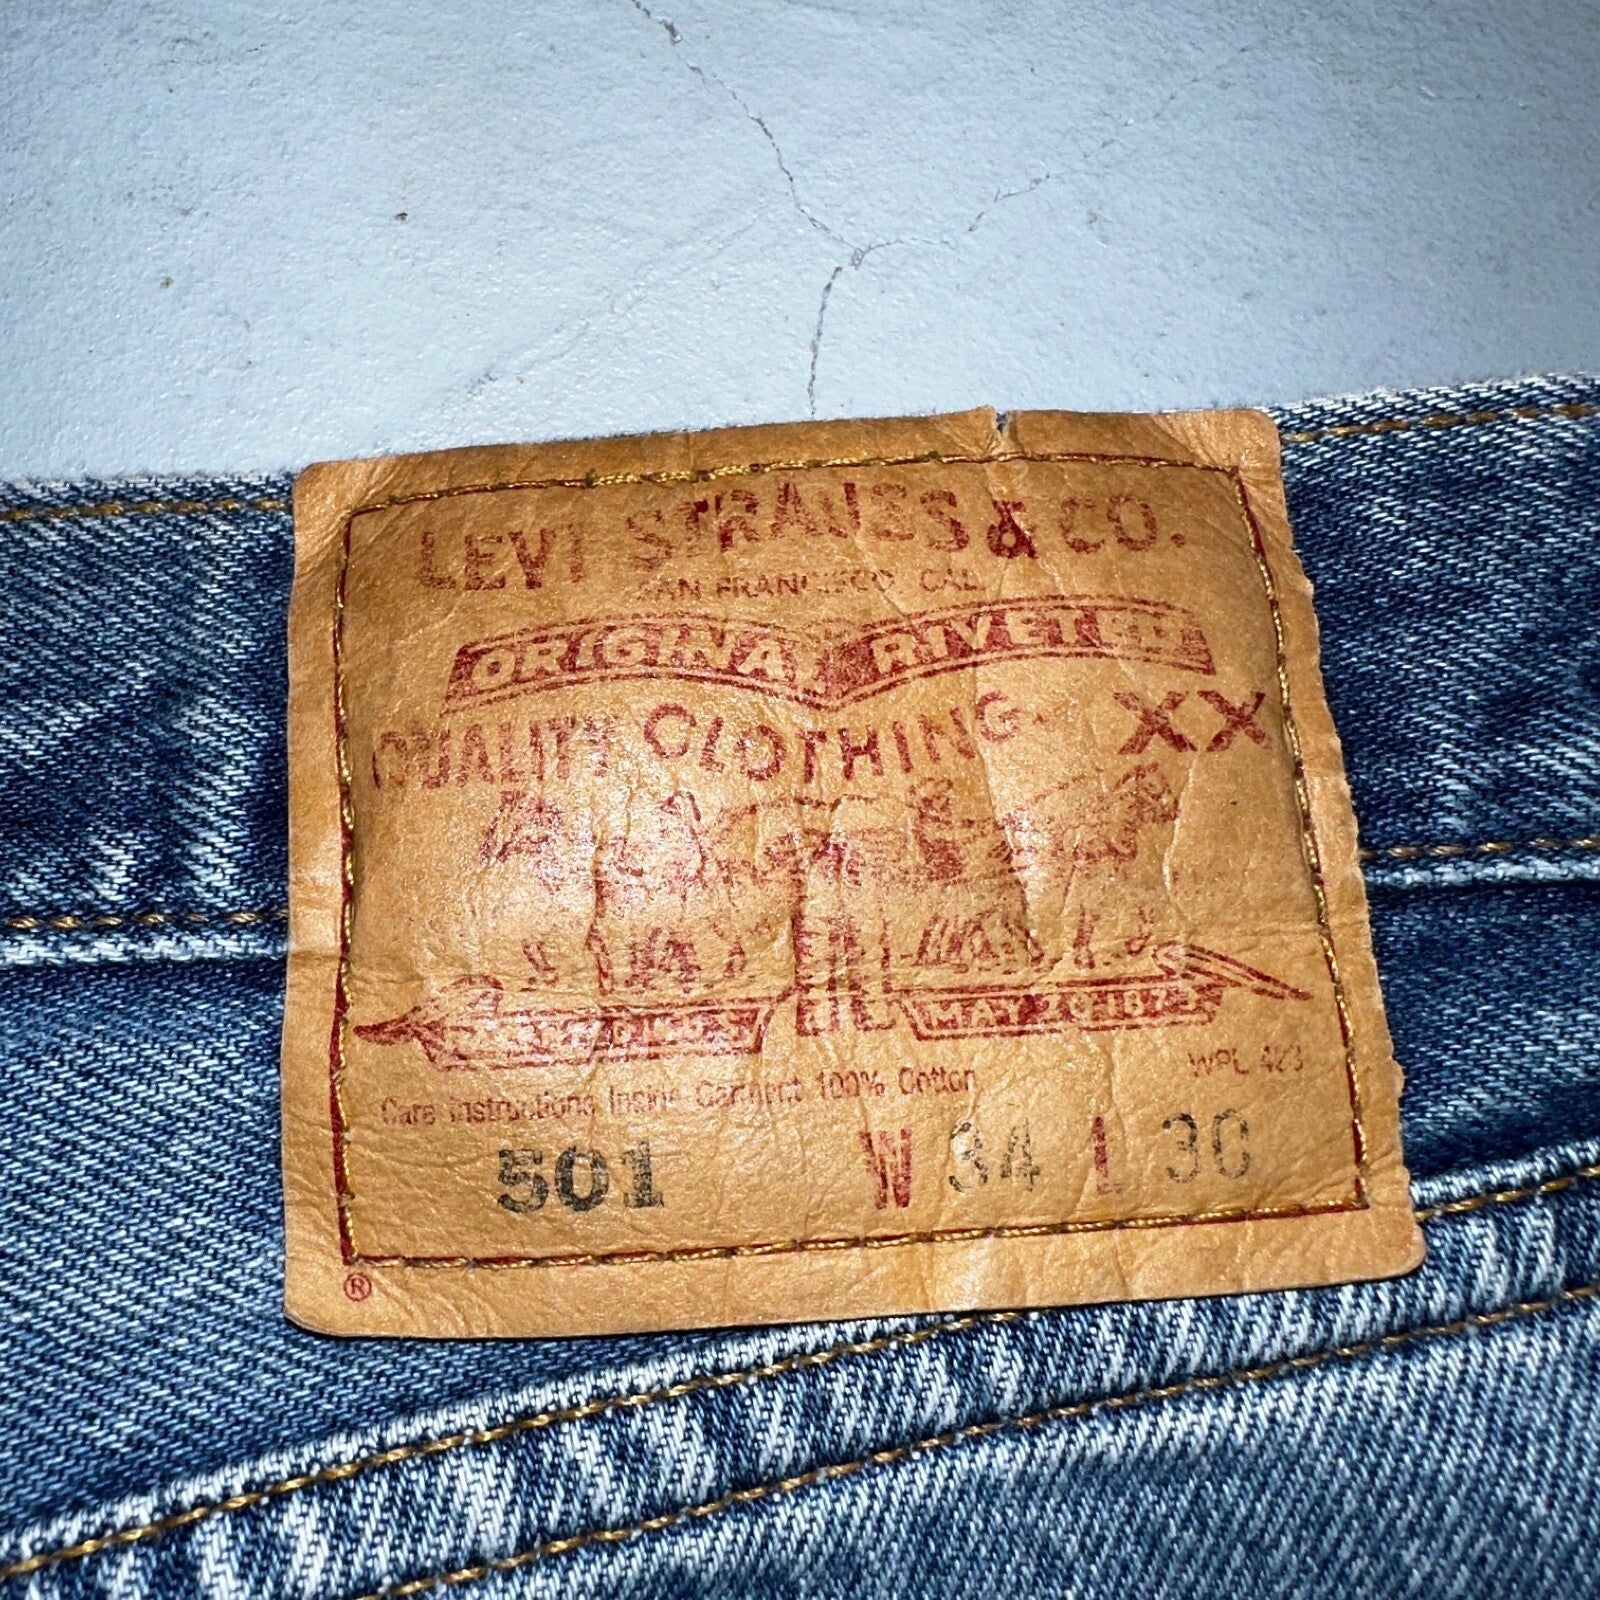 LEVI STRAUSS & CO.
SAN FRANCISCO CAL.
ORIGINAL RIVETED
QUALITY CLOTHING. XX
MAY 20 1873
WPL 423
Care Instructions Inside Garment 100% Cotton
501 W 34 L 30
®